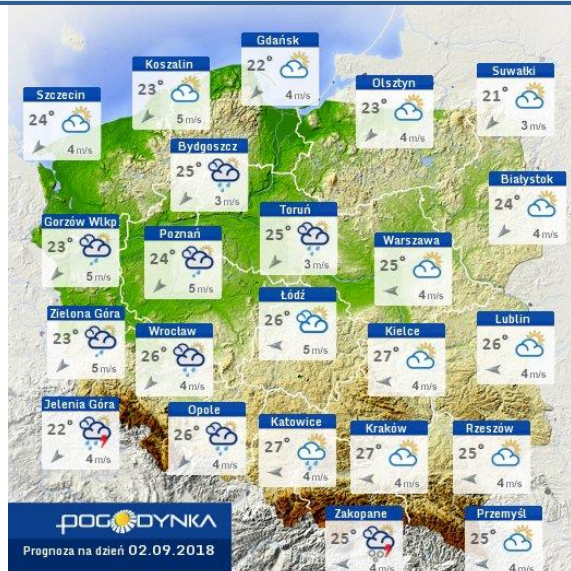 Gdańsk
22°
4 m/s
Koszalin
23°
5 m/s
Suwałki
21°
3 m/s
Olsztyn
23°
4 m/s
Szczecin
24°
4 m/s
Bydgoszcz
25°
3 m/s
Białystok
24°
4 m/s
Toruń
25°
3 m/s
Gorzów Wlkp
23°
5 m/s
Poznań
24°
5 m/s
Warszawa
25°
4 m/s
Łódź
26°
5 m/s
Zielona Góra
23°
5 m/s
Wrocław
26°
4 m/s
Kielce
27°
4 m/s
Lublin
26°
4 m/s
Jelenia Góra
22°
4 m/s
Opole
26°
4 m/s
Katowice
27°
4 m/s
Kraków
27°
4 m/s
Rzeszów
25°
4 m/s
Zakopane
25°
4 m/s
Przemyśl
25°
4 m/s
POGODYNKA
Prognoza na dzień 02.09.2018